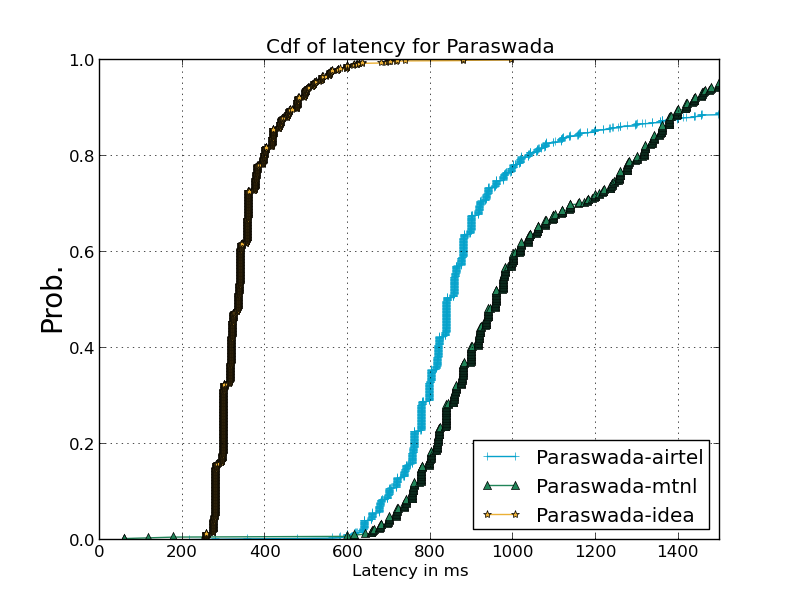 Cdf of latency for Paraswada
1.0
0.8
0.6
0.4
0.2
0.0
Prob.
0 200 400 600 800 1000 1200 1400
Latency in ms
Paraswada-airtel
Paraswada-mtnl
Paraswada-idea